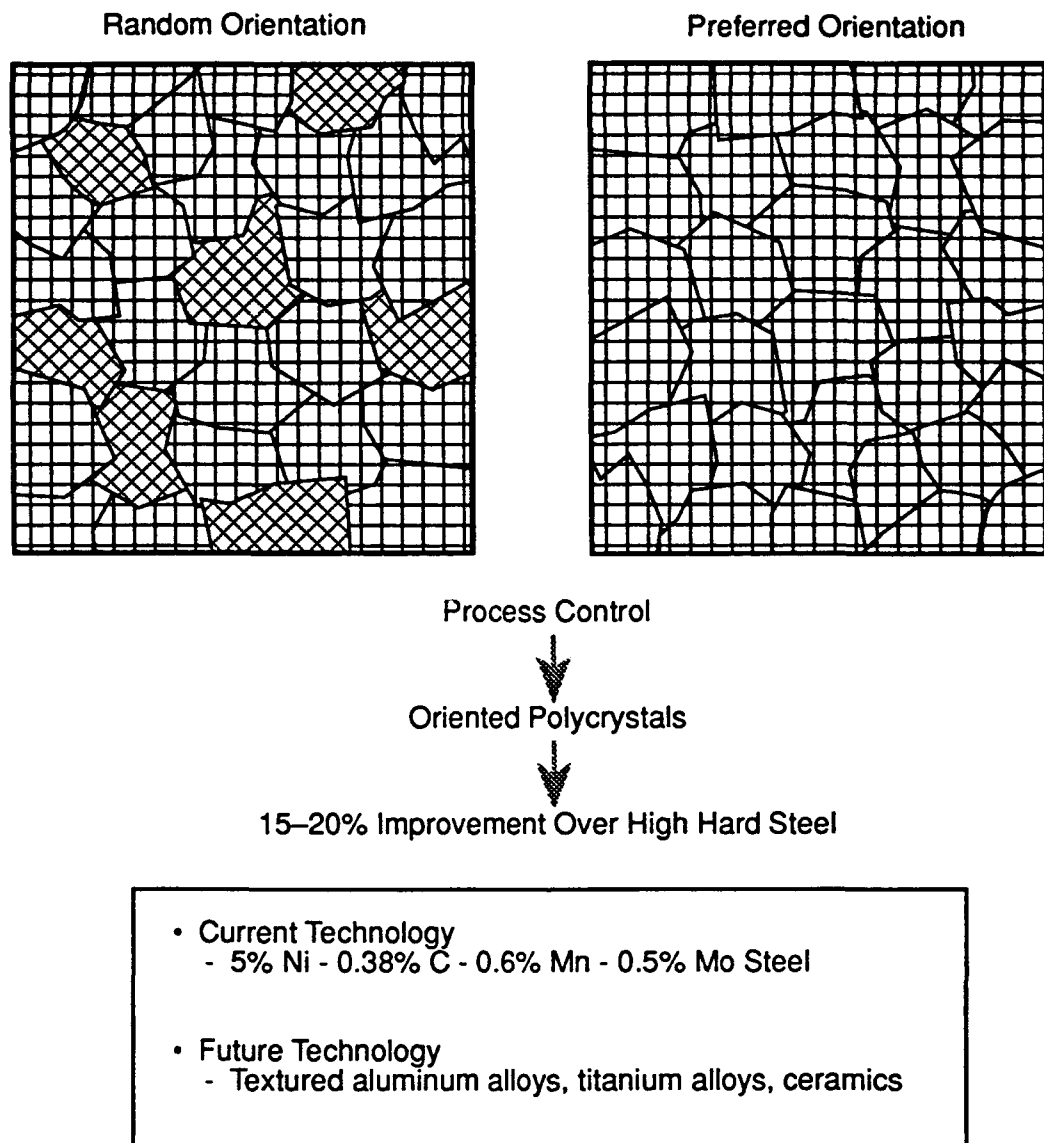 Random Orientation
Preferred Orientation
Process Control
Oriented Polycrystals
15–20% Improvement Over High Hard Steel
• Current Technology
- 5% Ni - 0.38% C - 0.6% Mn - 0.5% Mo Steel
• Future Technology
- Textured aluminum alloys, titanium alloys, ceramics